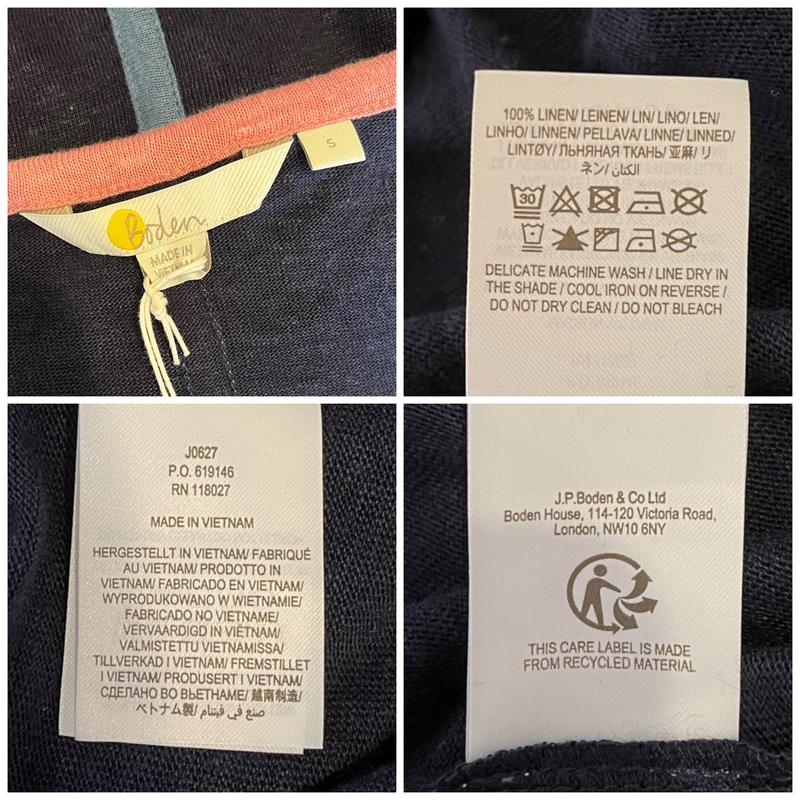 S
Boden
MADE IN
VIETNAM
100% LINEN/ LEINEN/ LIN/ LINO/ LEN/
LINHO/ LINNEN/ PELLAVA/ LINNE/ LINNED/
LINTØY/ ЛЬНЯНАЯ ТКАНЬ/ 亚麻/ リ
ネン/ الكتان
30
DELICATE MACHINE WASH / LINE DRY IN
THE SHADE / COOL IRON ON REVERSE /
DO NOT DRY CLEAN / DO NOT BLEACH
J0627
P.O. 619146
RN 118027
MADE IN VIETNAM
HERGESTELLT IN VIETNAM/ FABRIQUÉ
AU VIETNAM/ PRODOTTO IN
VIETNAM/ FABRICADO EN VIETNAM/
WYPRODUKOWANO W WIETNAMIE/
FABRICADO NO VIETNAME/
VERVAARDIGD IN VIËTNAM/
VALMISTETTU VIETNAMISSA/
TILLVERKAD I VIETNAM/ FREMSTILLET
I VIETNAM/ PRODUSERT I VIETNAM/
СДЕЛАНО ВО ВЬЕТНАМЕ/ 越南制造/
ベトナム製/ صنع في فيتنام
J.P.Boden & Co Ltd
Boden House, 114-120 Victoria Road,
London, NW10 6NY
THIS CARE LABEL IS MADE
FROM RECYCLED MATERIAL